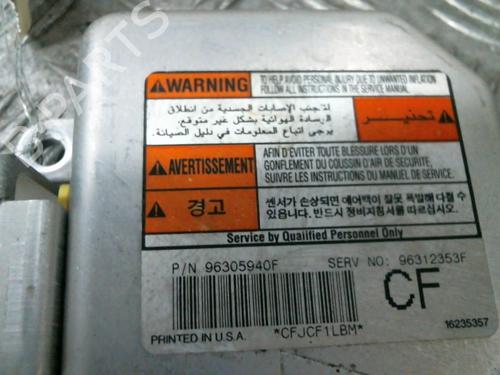 WARNING
TO HELP AVOID PERSONAL INJURY DUE TO UNWANTED INFLATION
FOLLOW ALL INSTRUCTIONS IN THE SERVICE MANUAL.
تحذير
لتجنب الإصابات الجسدية من انطلاق
الوسادة الهوائية بشكل غير متوقع.
يرجى اتباع المعلومات في دليل الصيانة.
AVERTISSEMENT
AFIN D'ÉVITER TOUTE BLESSURE LORS D'UN
GONFLEMENT DU COUSSIN D'AIR DE SECURITE,
SUIVRE LES INSTRUCTIONS DU MANUEL DE SERVICE.
경고
센서가 손상되면 에어백이 잘못 폭발해 다칠 수
있습니다. 반드시 정비지침서를 따르십시오.
Service by Qualified Personnel Only
P/N 96305940F
SERV NO: 96312353F
CF
PRINTED IN U.S.A.
*CFJCF1LBM*
16235357
B-PARTS